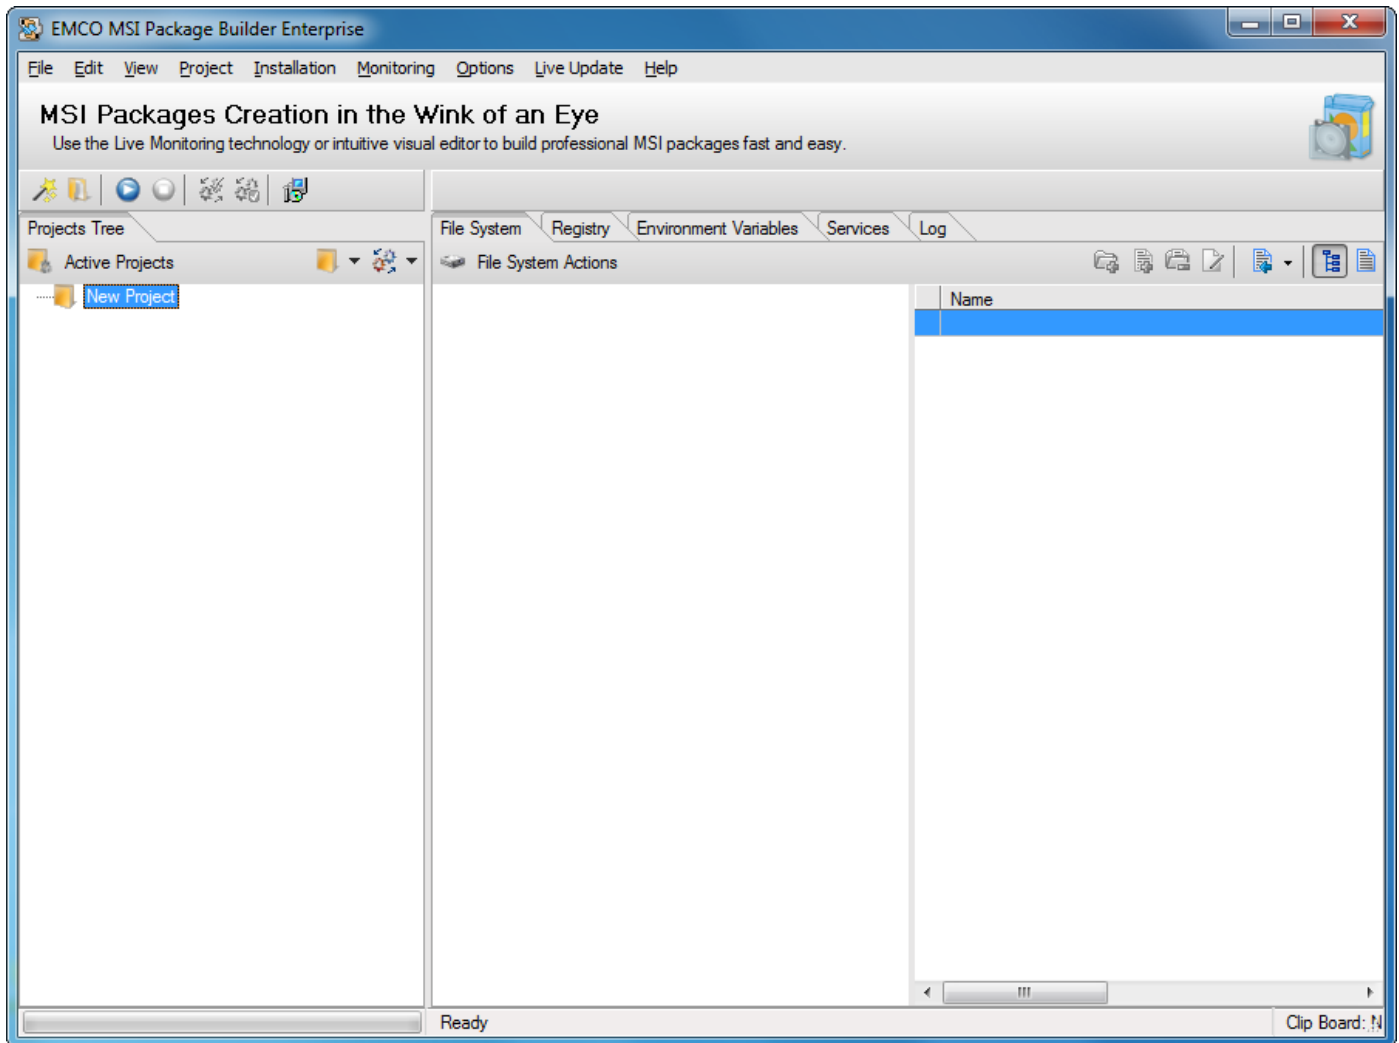 EMCO MSI Package Builder Enterprise
File Edit View Project Installation Monitoring Options Live Update Help
MSI Packages Creation in the Wink of an Eye
Use the Live Monitoring technology or intuitive visual editor to build professional MSI packages fast and easy.
Projects Tree
File System Registry Environment Variables Services Log
Active Projects
File System Actions
New Project
Name
Ready
Clip Board: